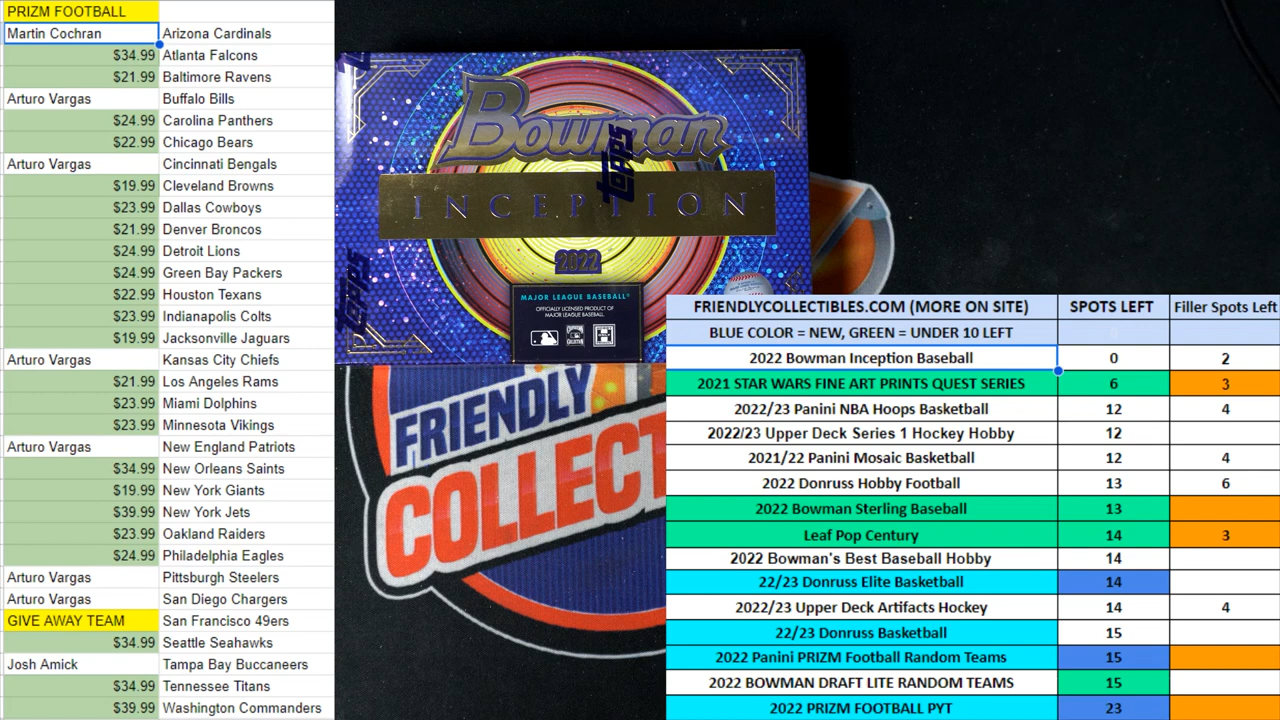 PRIZM FOOTBALL
Martin Cochran Arizona Cardinals
$34.99 Atlanta Falcons
$21.99 Baltimore Ravens
Arturo Vargas Buffalo Bills
$24.99 Carolina Panthers
$22.99 Chicago Bears
Arturo Vargas Cincinnati Bengals
$19.99 Cleveland Browns
$23.99 Dallas Cowboys
$21.99 Denver Broncos
$24.99 Detroit Lions
$24.99 Green Bay Packers
$22.99 Houston Texans
$23.99 Indianapolis Colts
$19.99 Jacksonville Jaguars
Arturo Vargas Kansas City Chiefs
$21.99 Los Angeles Rams
$23.99 Miami Dolphins
$23.99 Minnesota Vikings
Arturo Vargas New England Patriots
$34.99 New Orleans Saints
$19.99 New York Giants
$39.99 New York Jets
$23.99 Oakland Raiders
$24.99 Philadelphia Eagles
Arturo Vargas Pittsburgh Steelers
Arturo Vargas San Diego Chargers
GIVE AWAY TEAM San Francisco 49ers
$34.99 Seattle Seahawks
Josh Amick Tampa Bay Buccaneers
$34.99 Tennessee Titans
$39.99 Washington Commanders
Bowman
topps
INCEPTION
2022
topps
MAJOR LEAGUE BASEBALL®
OFFICIALLY LICENSED PRODUCT OF
MAJOR LEAGUE BASEBALL.
FRIENDLY
COLLECT
FRIENDLYCOLLECTIBLES.COM (MORE ON SITE) SPOTS LEFT Filler Spots Left
BLUE COLOR = NEW, GREEN = UNDER 10 LEFT 0
2022 Bowman Inception Baseball 0 2
2021 STAR WARS FINE ART PRINTS QUEST SERIES 6 3
2022/23 Panini NBA Hoops Basketball 12 4
2022/23 Upper Deck Series 1 Hockey Hobby 12
2021/22 Panini Mosaic Basketball 12 4
2022 Donruss Hobby Football 13 6
2022 Bowman Sterling Baseball 13
Leaf Pop Century 14 3
2022 Bowman's Best Baseball Hobby 14
22/23 Donruss Elite Basketball 14
2022/23 Upper Deck Artifacts Hockey 14 4
22/23 Donruss Basketball 15
2022 Panini PRIZM Football Random Teams 15
2022 BOWMAN DRAFT LITE RANDOM TEAMS 15
2022 PRIZM FOOTBALL PYT 23